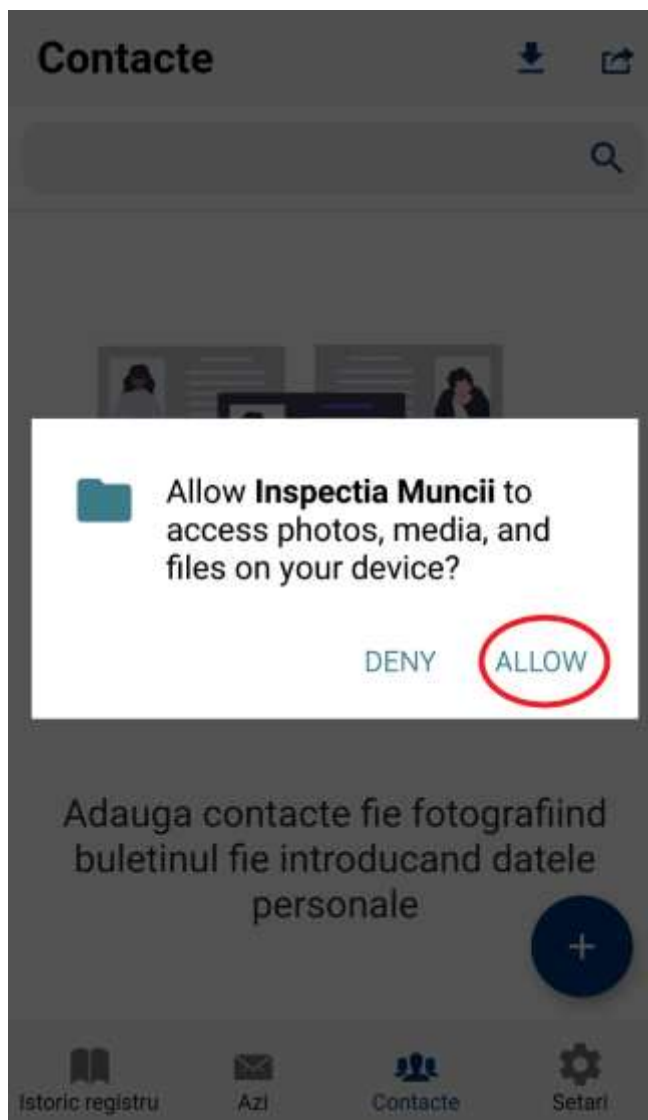 Contacte
Allow Inspectia Muncii to
access photos, media, and
files on your device?
DENY ALLOW
Adauga contacte fie fotografiind
buletinul fie introducand datele
personale
Istoric registru Azi Contacte Setari